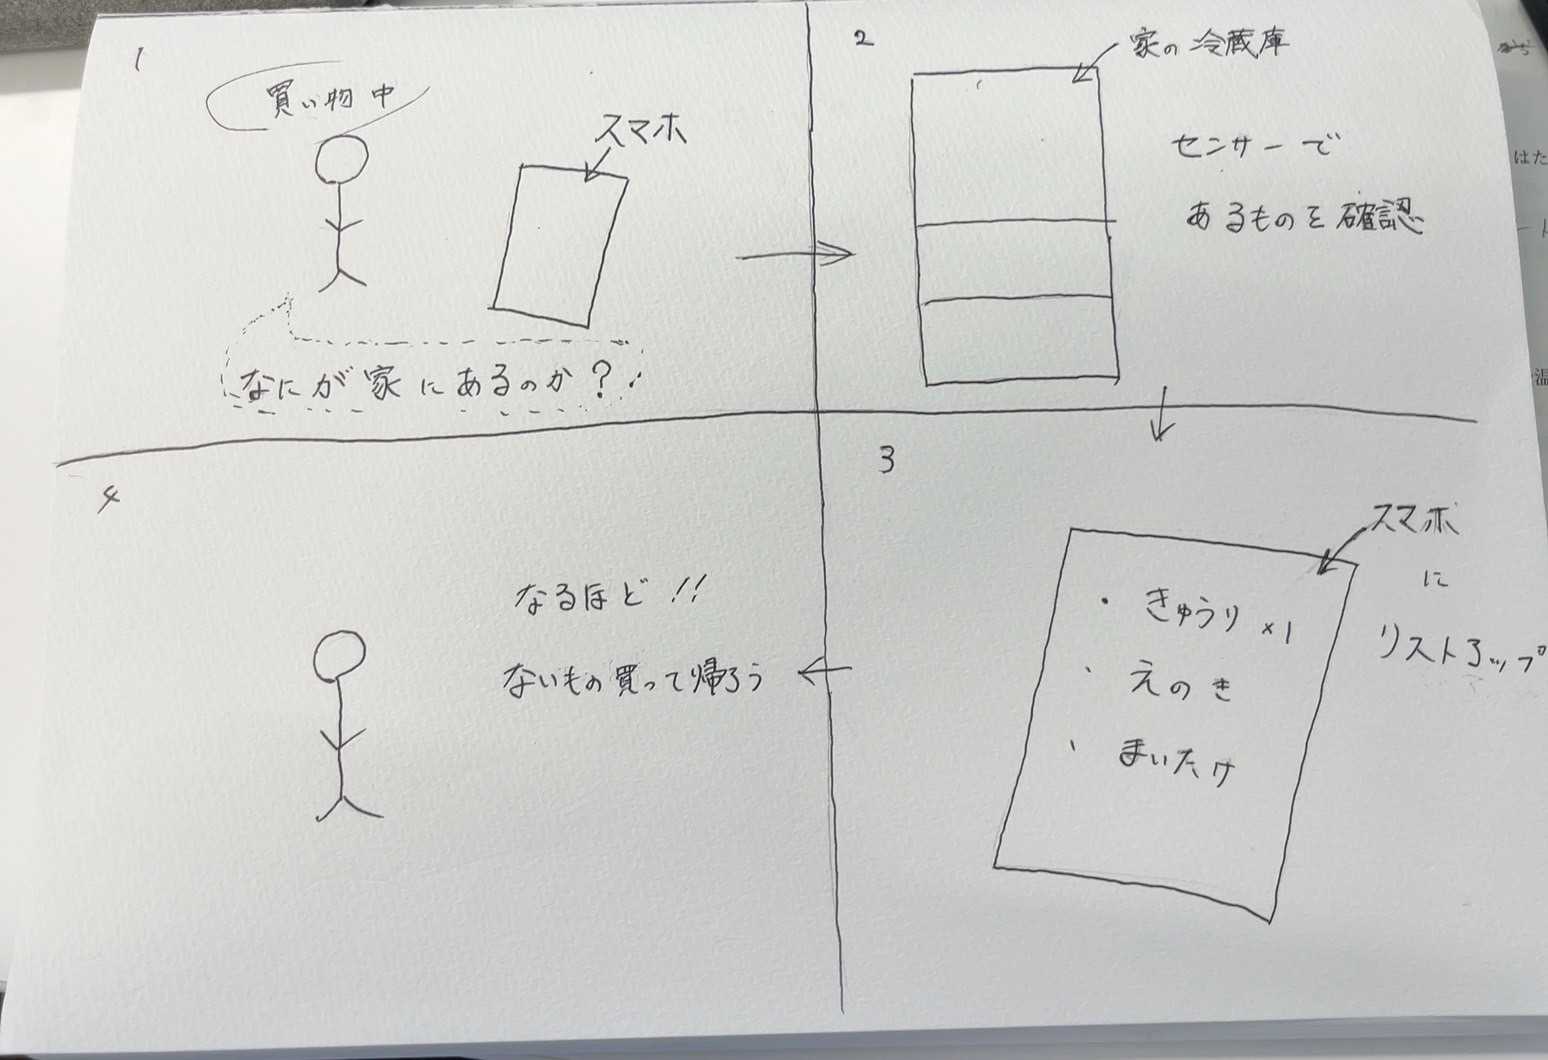 1
買い物中
スマホ
なにが家にあるのか?
2
家の冷蔵庫
センサーで
あるものを確認
3
スマホ
に
リストアップ
・きゅうり ×1
・えのき
・まいたけ
4
なるほど!!
ないもの買って帰ろう
はた
温